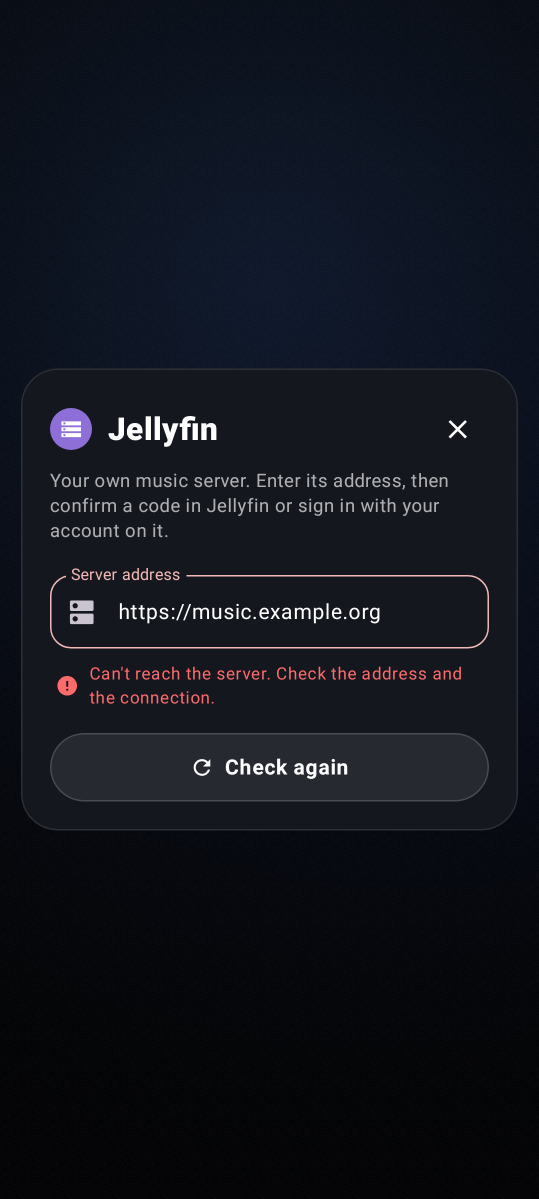 Jellyfin
Your own music server. Enter its address, then
confirm a code in Jellyfin or sign in with your
account on it.
Server address
https://music.example.org
Can't reach the server. Check the address and
the connection.
Check again